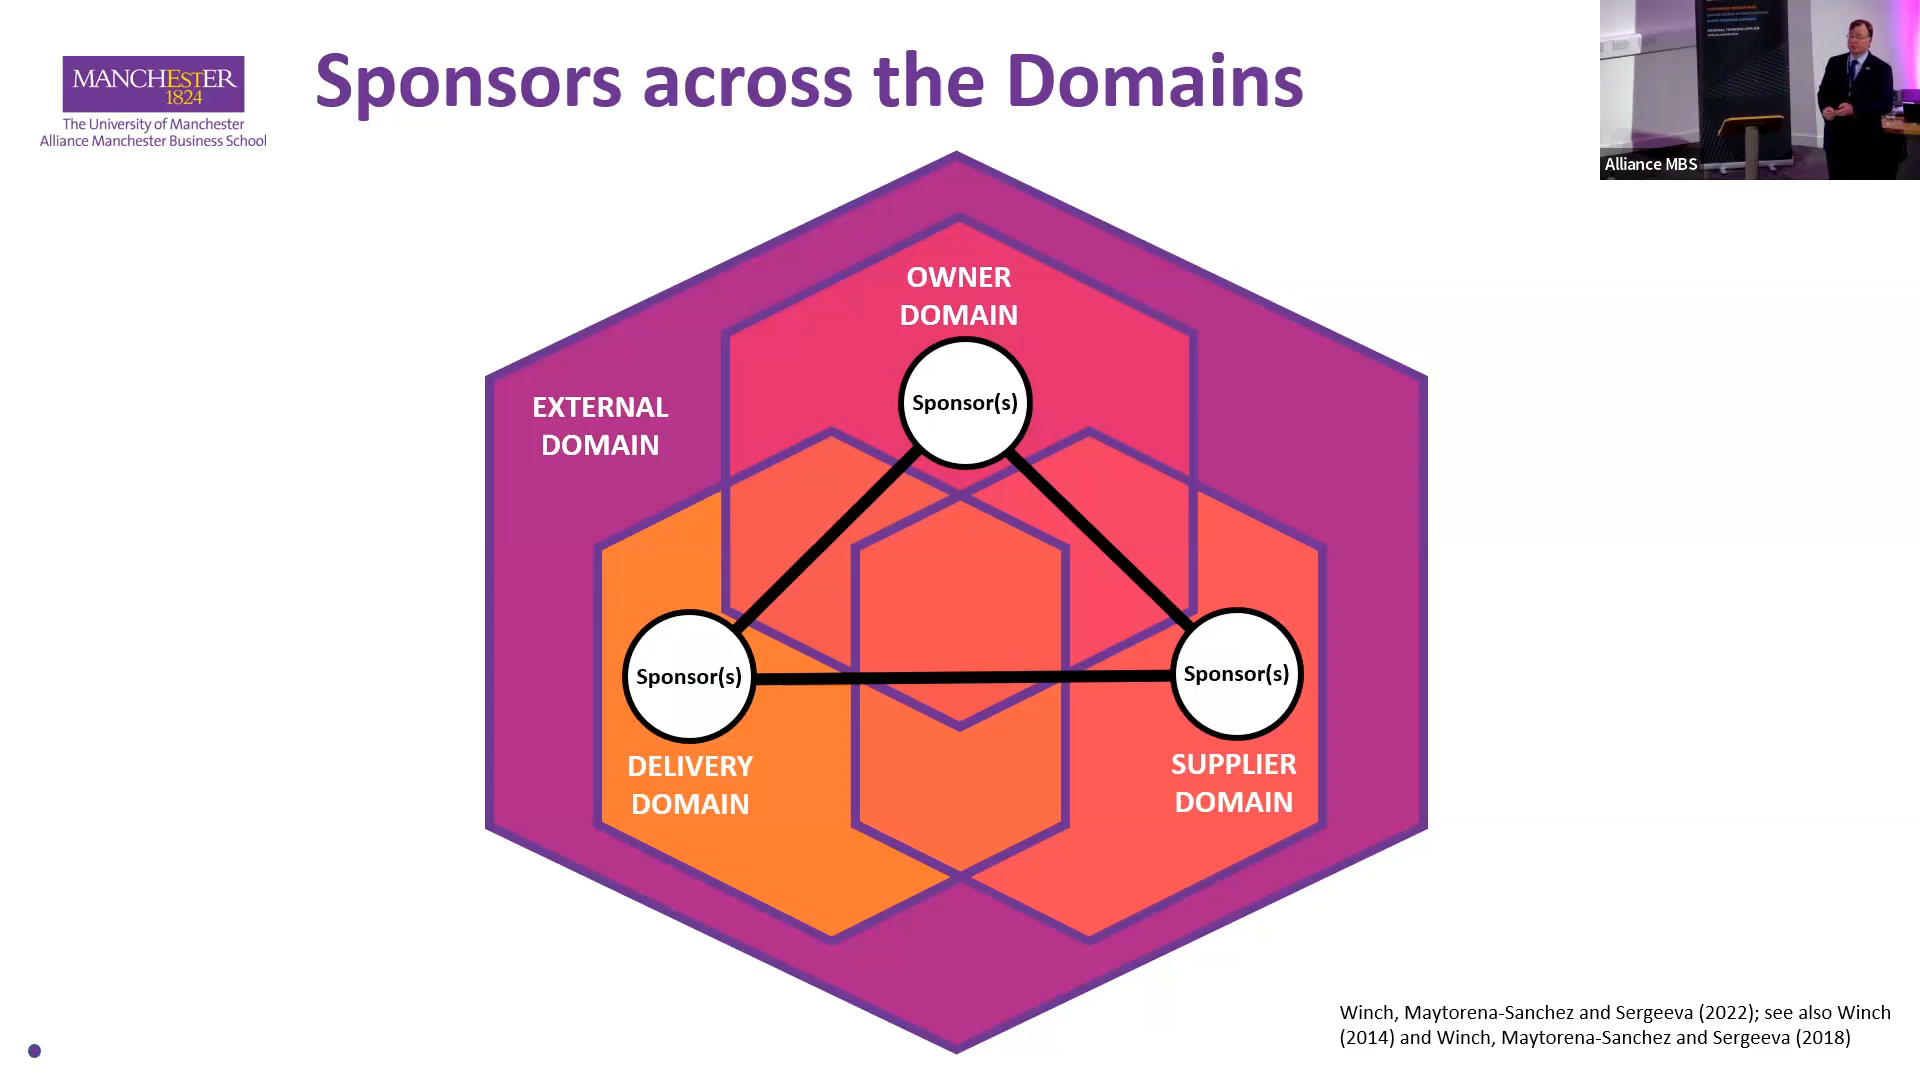 MANCHESTER
1824
The University of Manchester
Alliance Manchester Business School
Sponsors across the Domains
Alliance MBS
OWNER
DOMAIN
Sponsor(s)
EXTERNAL
DOMAIN
Sponsor(s)
Sponsor(s)
DELIVERY
DOMAIN
SUPPLIER
DOMAIN
Winch, Maytorena-Sanchez and Sergeeva (2022); see also Winch
(2014) and Winch, Maytorena-Sanchez and Sergeeva (2018)